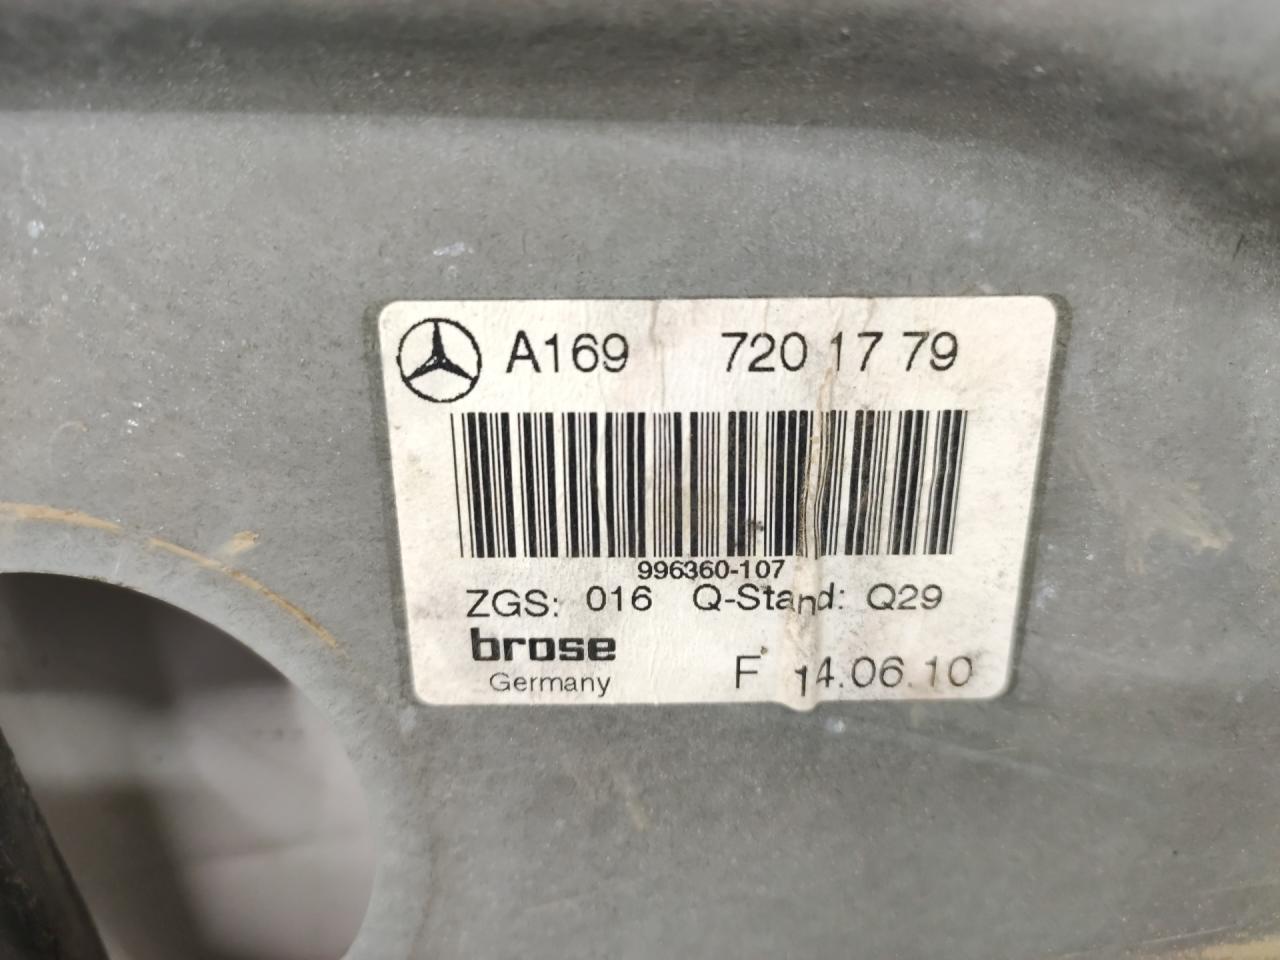 A169 720 17 79
996360-107
ZGS: 016 Q-Stand: Q29
brose
Germany F 14.06.10